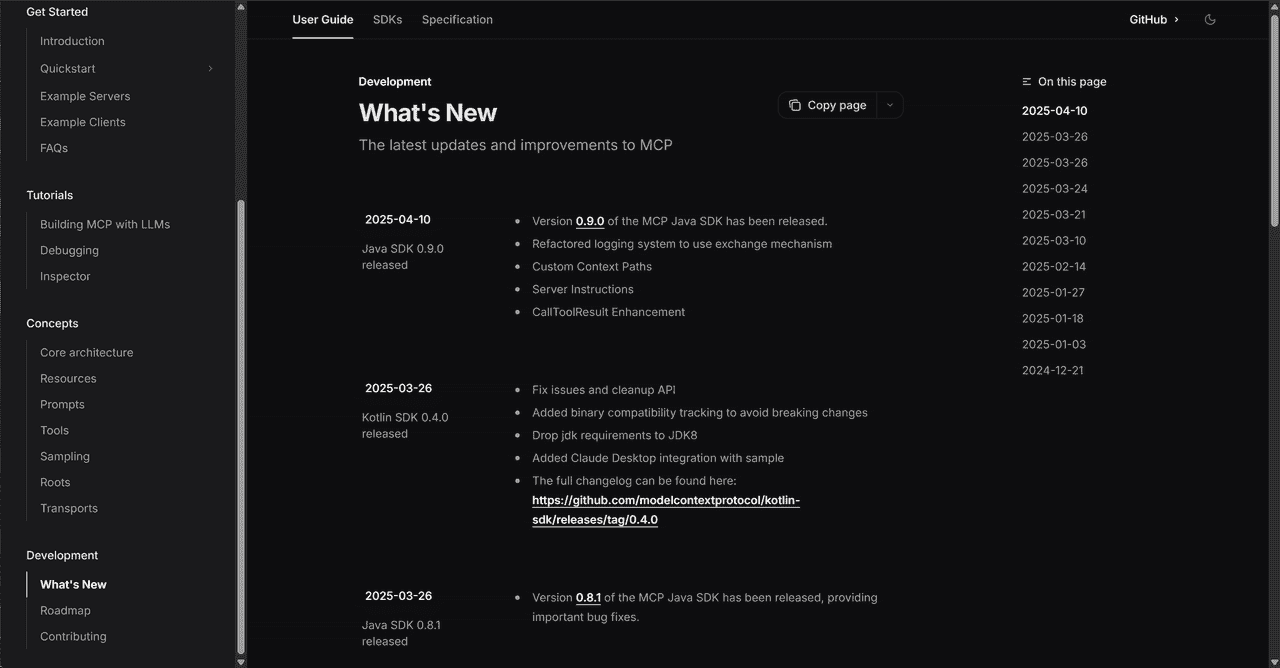 Get Started
Introduction
Quickstart
Example Servers
Example Clients
FAQs
Tutorials
Building MCP with LLMs
Debugging
Inspector
Concepts
Core architecture
Resources
Prompts
Tools
Sampling
Roots
Transports
Development
What's New
Roadmap
Contributing
User Guide SDKs Specification
GitHub
Development
What's New
Copy page
The latest updates and improvements to MCP
2025-04-10
Java SDK 0.9.0
released
Version 0.9.0 of the MCP Java SDK has been released.
Refactored logging system to use exchange mechanism
Custom Context Paths
Server Instructions
CallToolResult Enhancement
2025-03-26
Kotlin SDK 0.4.0
released
Fix issues and cleanup API
Added binary compatibility tracking to avoid breaking changes
Drop jdk requirements to JDK8
Added Claude Desktop integration with sample
The full changelog can be found here:
https://github.com/modelcontextprotocol/kotlin-
sdk/releases/tag/0.4.0
2025-03-26
Java SDK 0.8.1
released
Version 0.8.1 of the MCP Java SDK has been released, providing
important bug fixes.
On this page
2025-04-10
2025-03-26
2025-03-26
2025-03-24
2025-03-21
2025-03-10
2025-02-14
2025-01-27
2025-01-18
2025-01-03
2024-12-21